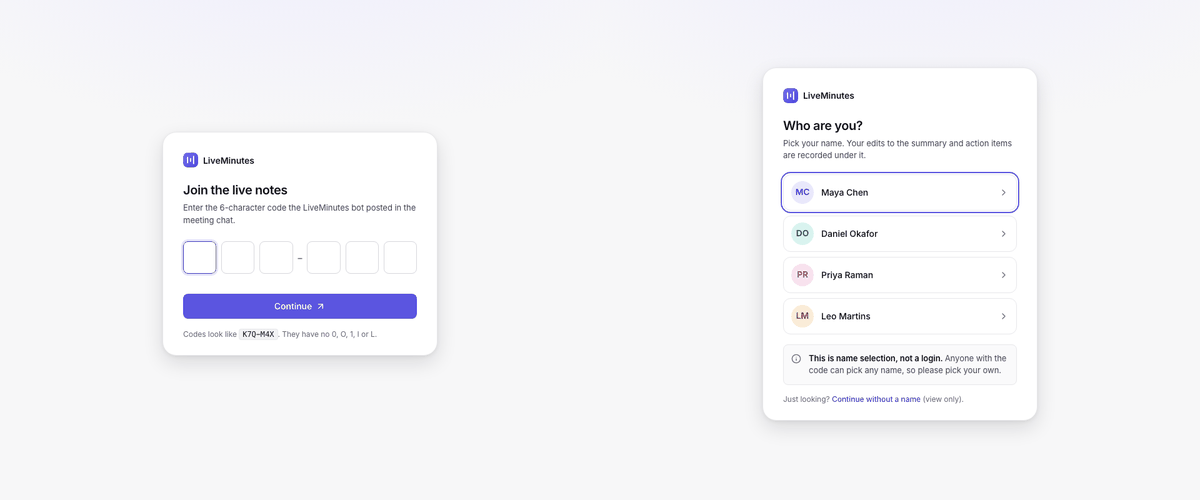 LiveMinutes
Join the live notes
Enter the 6-character code the LiveMinutes bot posted in the
meeting chat.
–
Continue
Codes look like K7Q–M4X. They have no 0, O, 1, I or L.
LiveMinutes
Who are you?
Pick your name. Your edits to the summary and action items
are recorded under it.
MC Maya Chen
DO Daniel Okafor
PR Priya Raman
LM Leo Martins
This is name selection, not a login. Anyone with the
code can pick any name, so please pick your own.
Just looking? Continue without a name (view only).